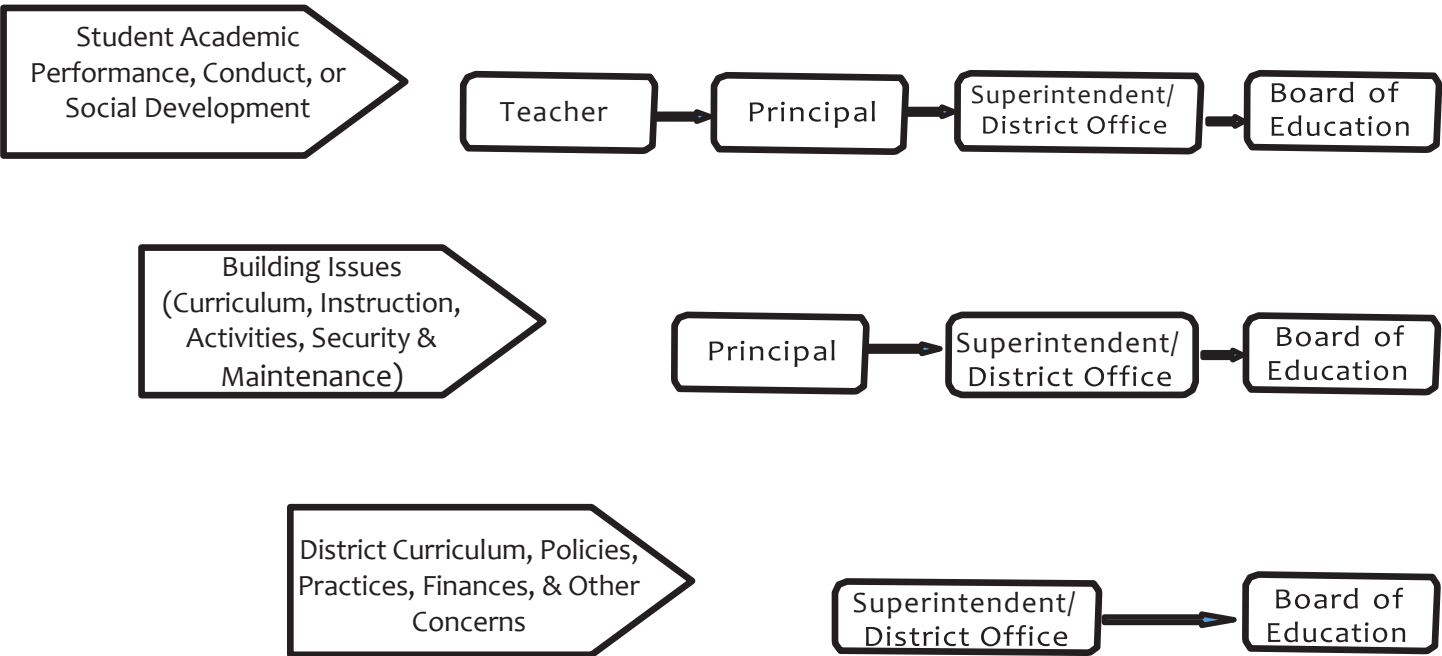 Student Academic
Performance, Conduct, or
Social Development
Teacher
Principal
Superintendent/
District Office
Board of
Education
Building Issues
(Curriculum, Instruction,
Activities, Security &
Maintenance)
Principal
Superintendent/
District Office
Board of
Education
District Curriculum, Policies,
Practices, Finances, & Other
Concerns
Superintendent/
District Office
Board of
Education